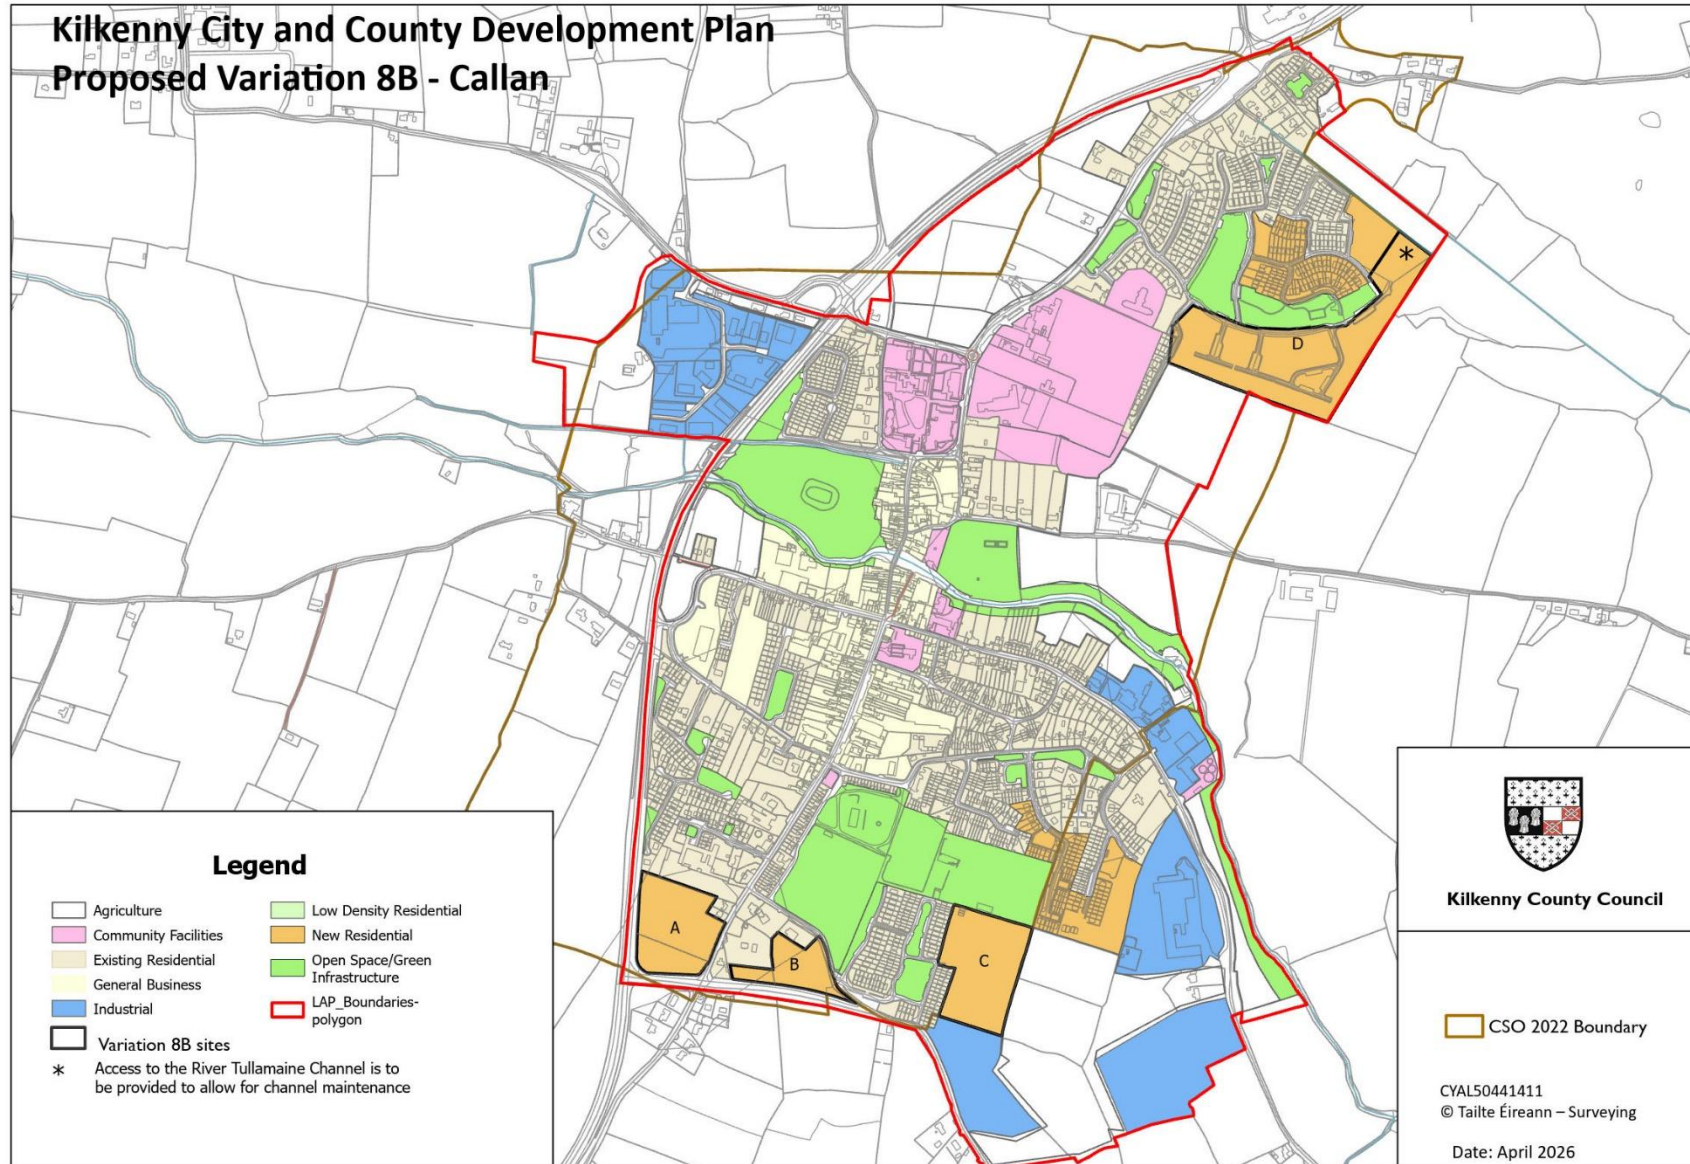 Kilkenny City and County Development Plan
Proposed Variation 8B - Callan
*
D
A
B
C
Legend
Agriculture
Community Facilities
Existing Residential
General Business
Industrial
Low Density Residential
New Residential
Open Space/Green
Infrastructure
LAP_Boundaries-
polygon
Variation 8B sites
* Access to the River Tullamaine Channel is to
be provided to allow for channel maintenance
Kilkenny County Council
CSO 2022 Boundary
CYAL50441411
© Tailte Éireann – Surveying
Date: April 2026